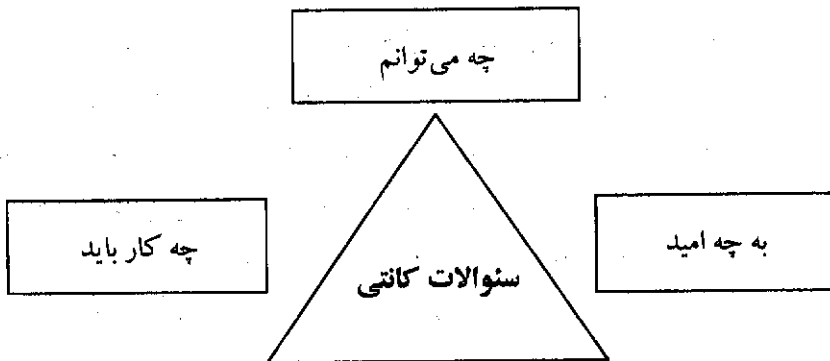 چه می‌توانم
به چه امید
چه کار باید
سئوالات کانتی